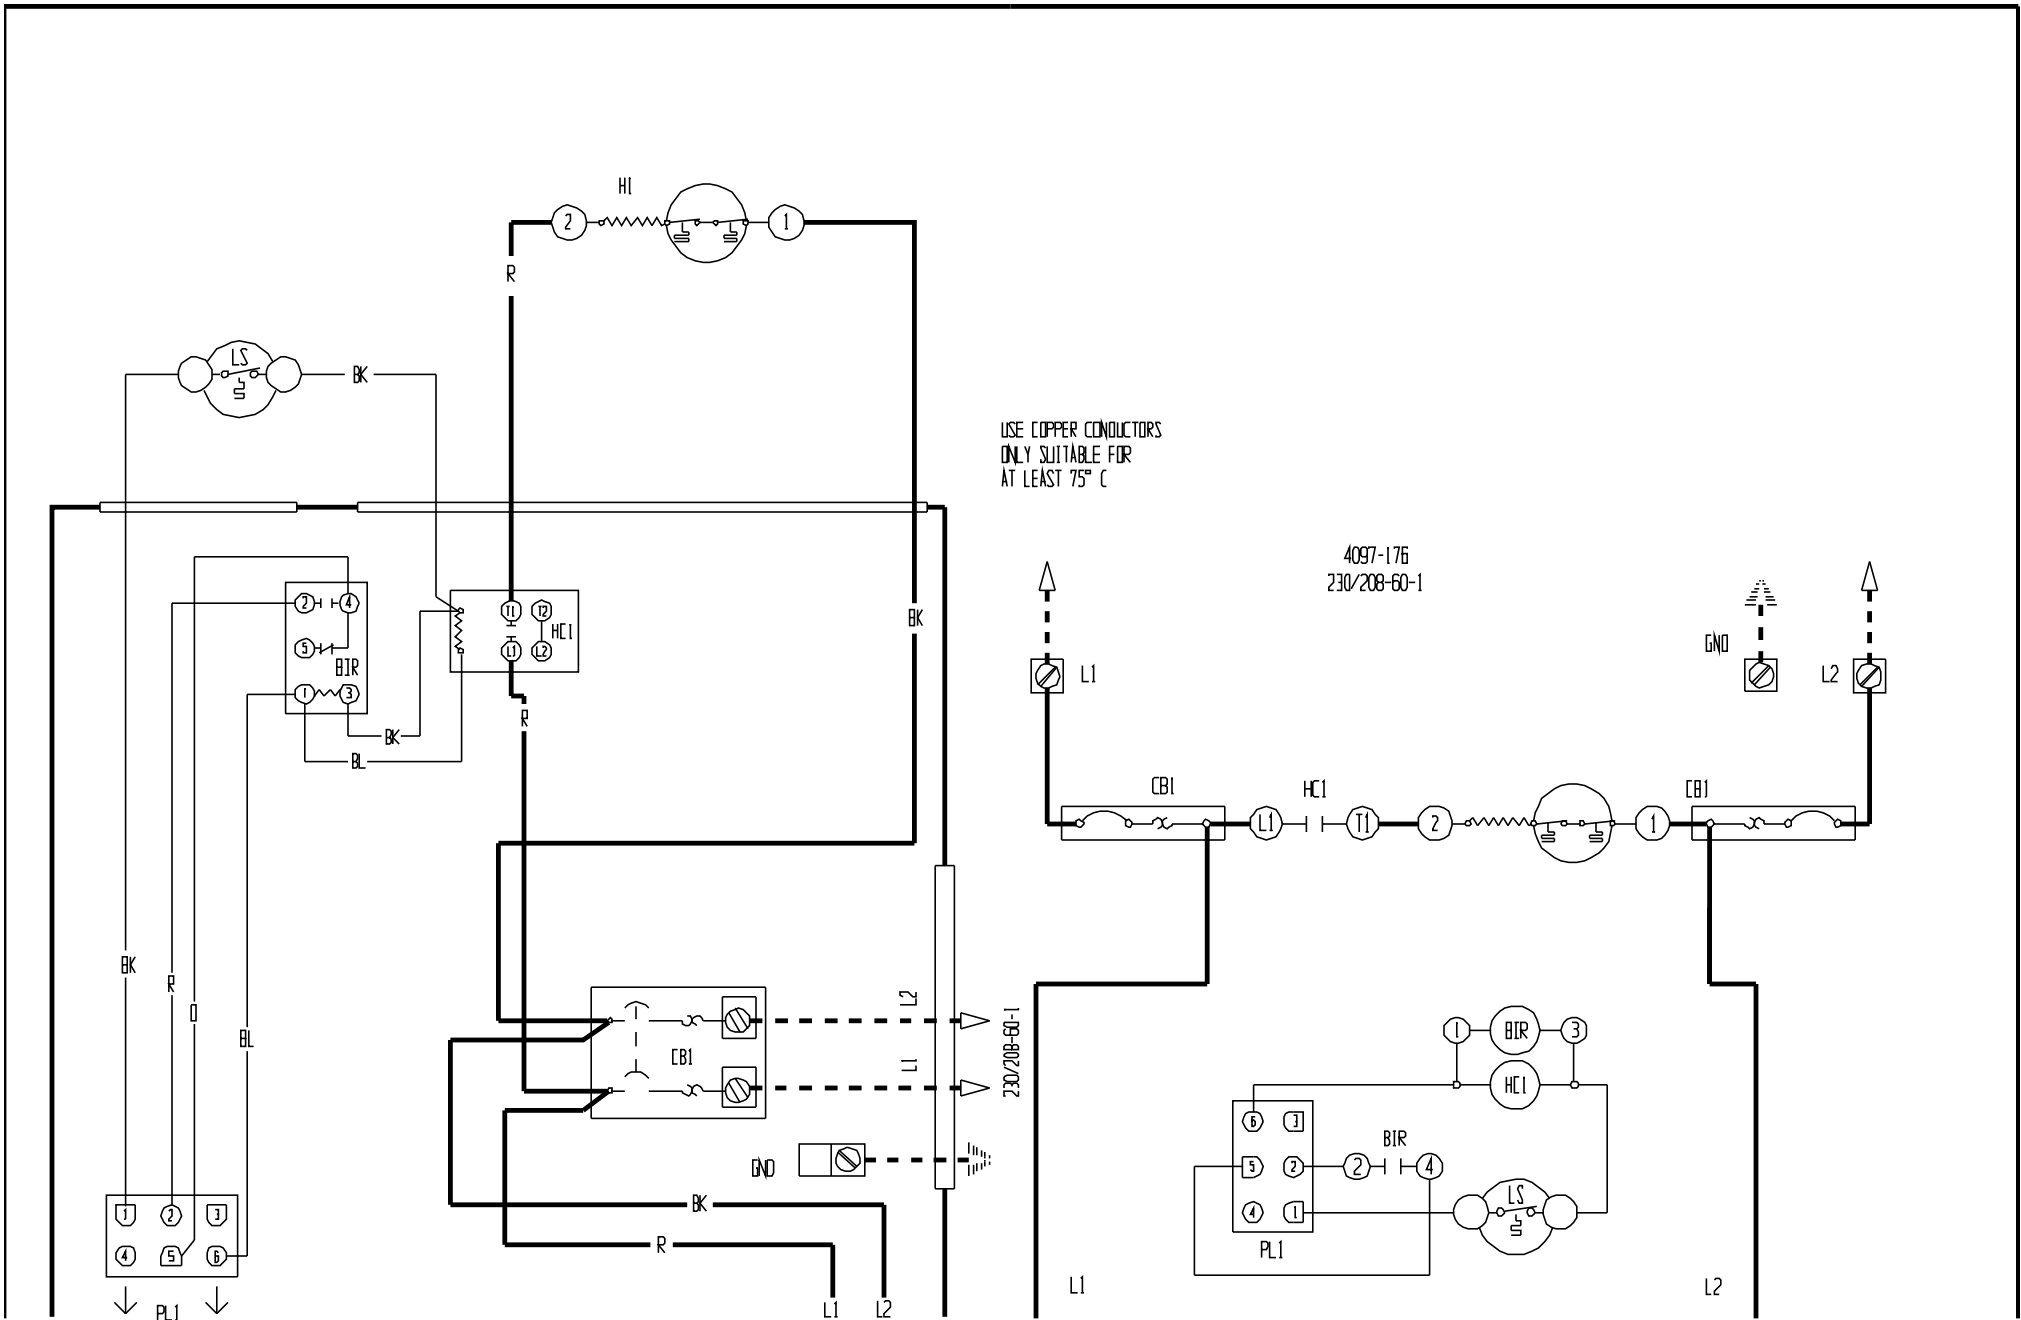 H1
2
1
R
LS
BK
USE COPPER CONDUCTORS
ONLY SUITABLE FOR
AT LEAST 75° C
4097-176
230/208-60-1
2
4
5
BIR
1
3
T1
T2
HC1
L1
L2
BK
GND
L1
L2
R
BK
BL
CB1
HC1
CB1
L1
T1
2
1
BK
R
O
BL
L2
CB1
L1
230/208-60-1
GND
BK
R
1
2
3
4
5
6
PL1
L1
L2
1
BIR
3
HC1
6
3
5
2
4
1
PL1
BIR
2
4
LS
L1
L2